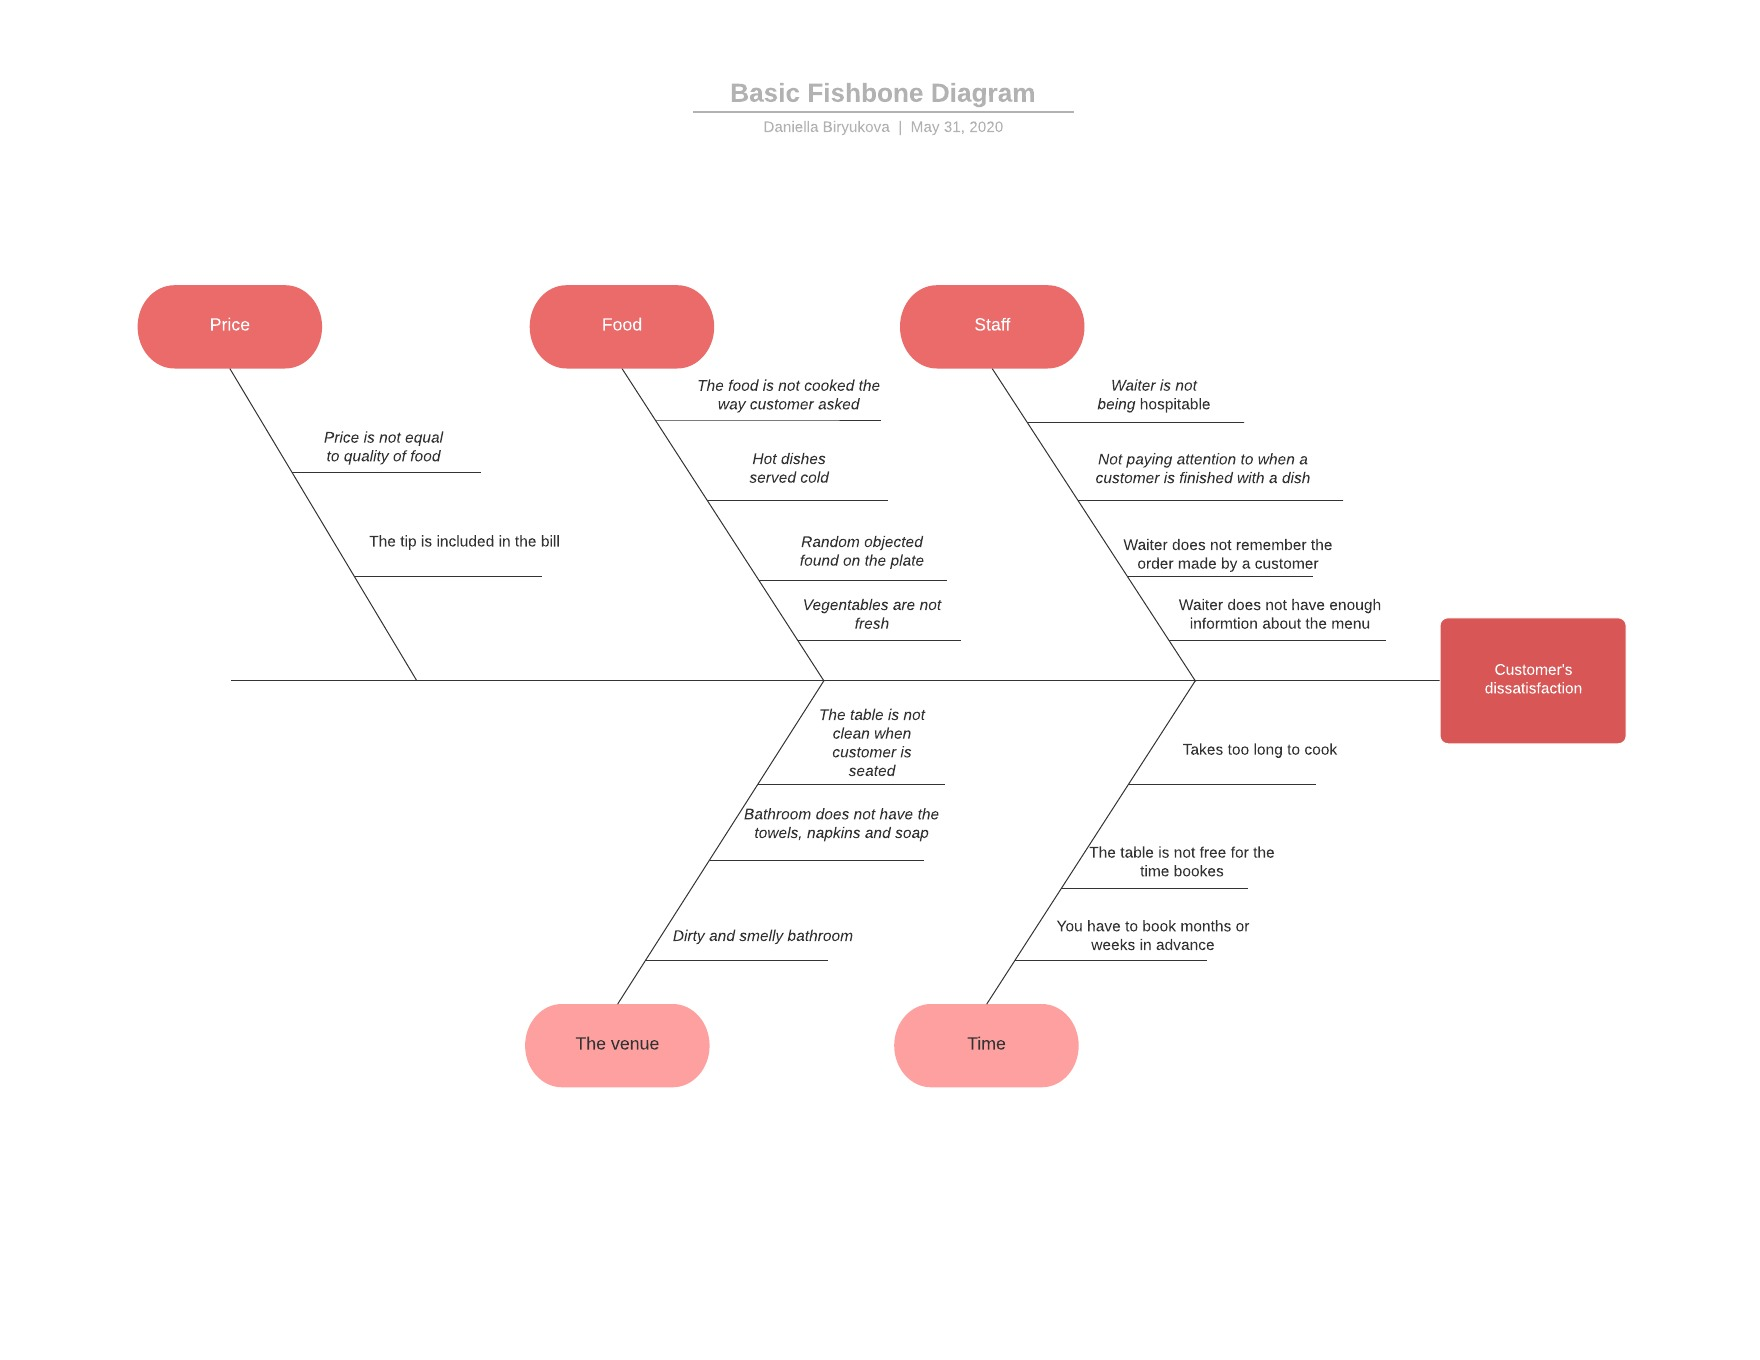 Basic Fishbone Diagram
Daniella Biryukova | May 31, 2020
Price
Food
Staff
Price is not equal
to quality of food
The tip is included in the bill
The food is not cooked the
way customer asked
Hot dishes
served cold
Random objected
found on the plate
Vegentables are not
fresh
Waiter is not
being hospitable
Not paying attention to when a
customer is finished with a dish
Waiter does not remember the
order made by a customer
Waiter does not have enough
informtion about the menu
Customer's
dissatisfaction
The table is not
clean when
customer is
seated
Bathroom does not have the
towels, napkins and soap
Dirty and smelly bathroom
Takes too long to cook
The table is not free for the
time bookes
You have to book months or
weeks in advance
The venue
Time